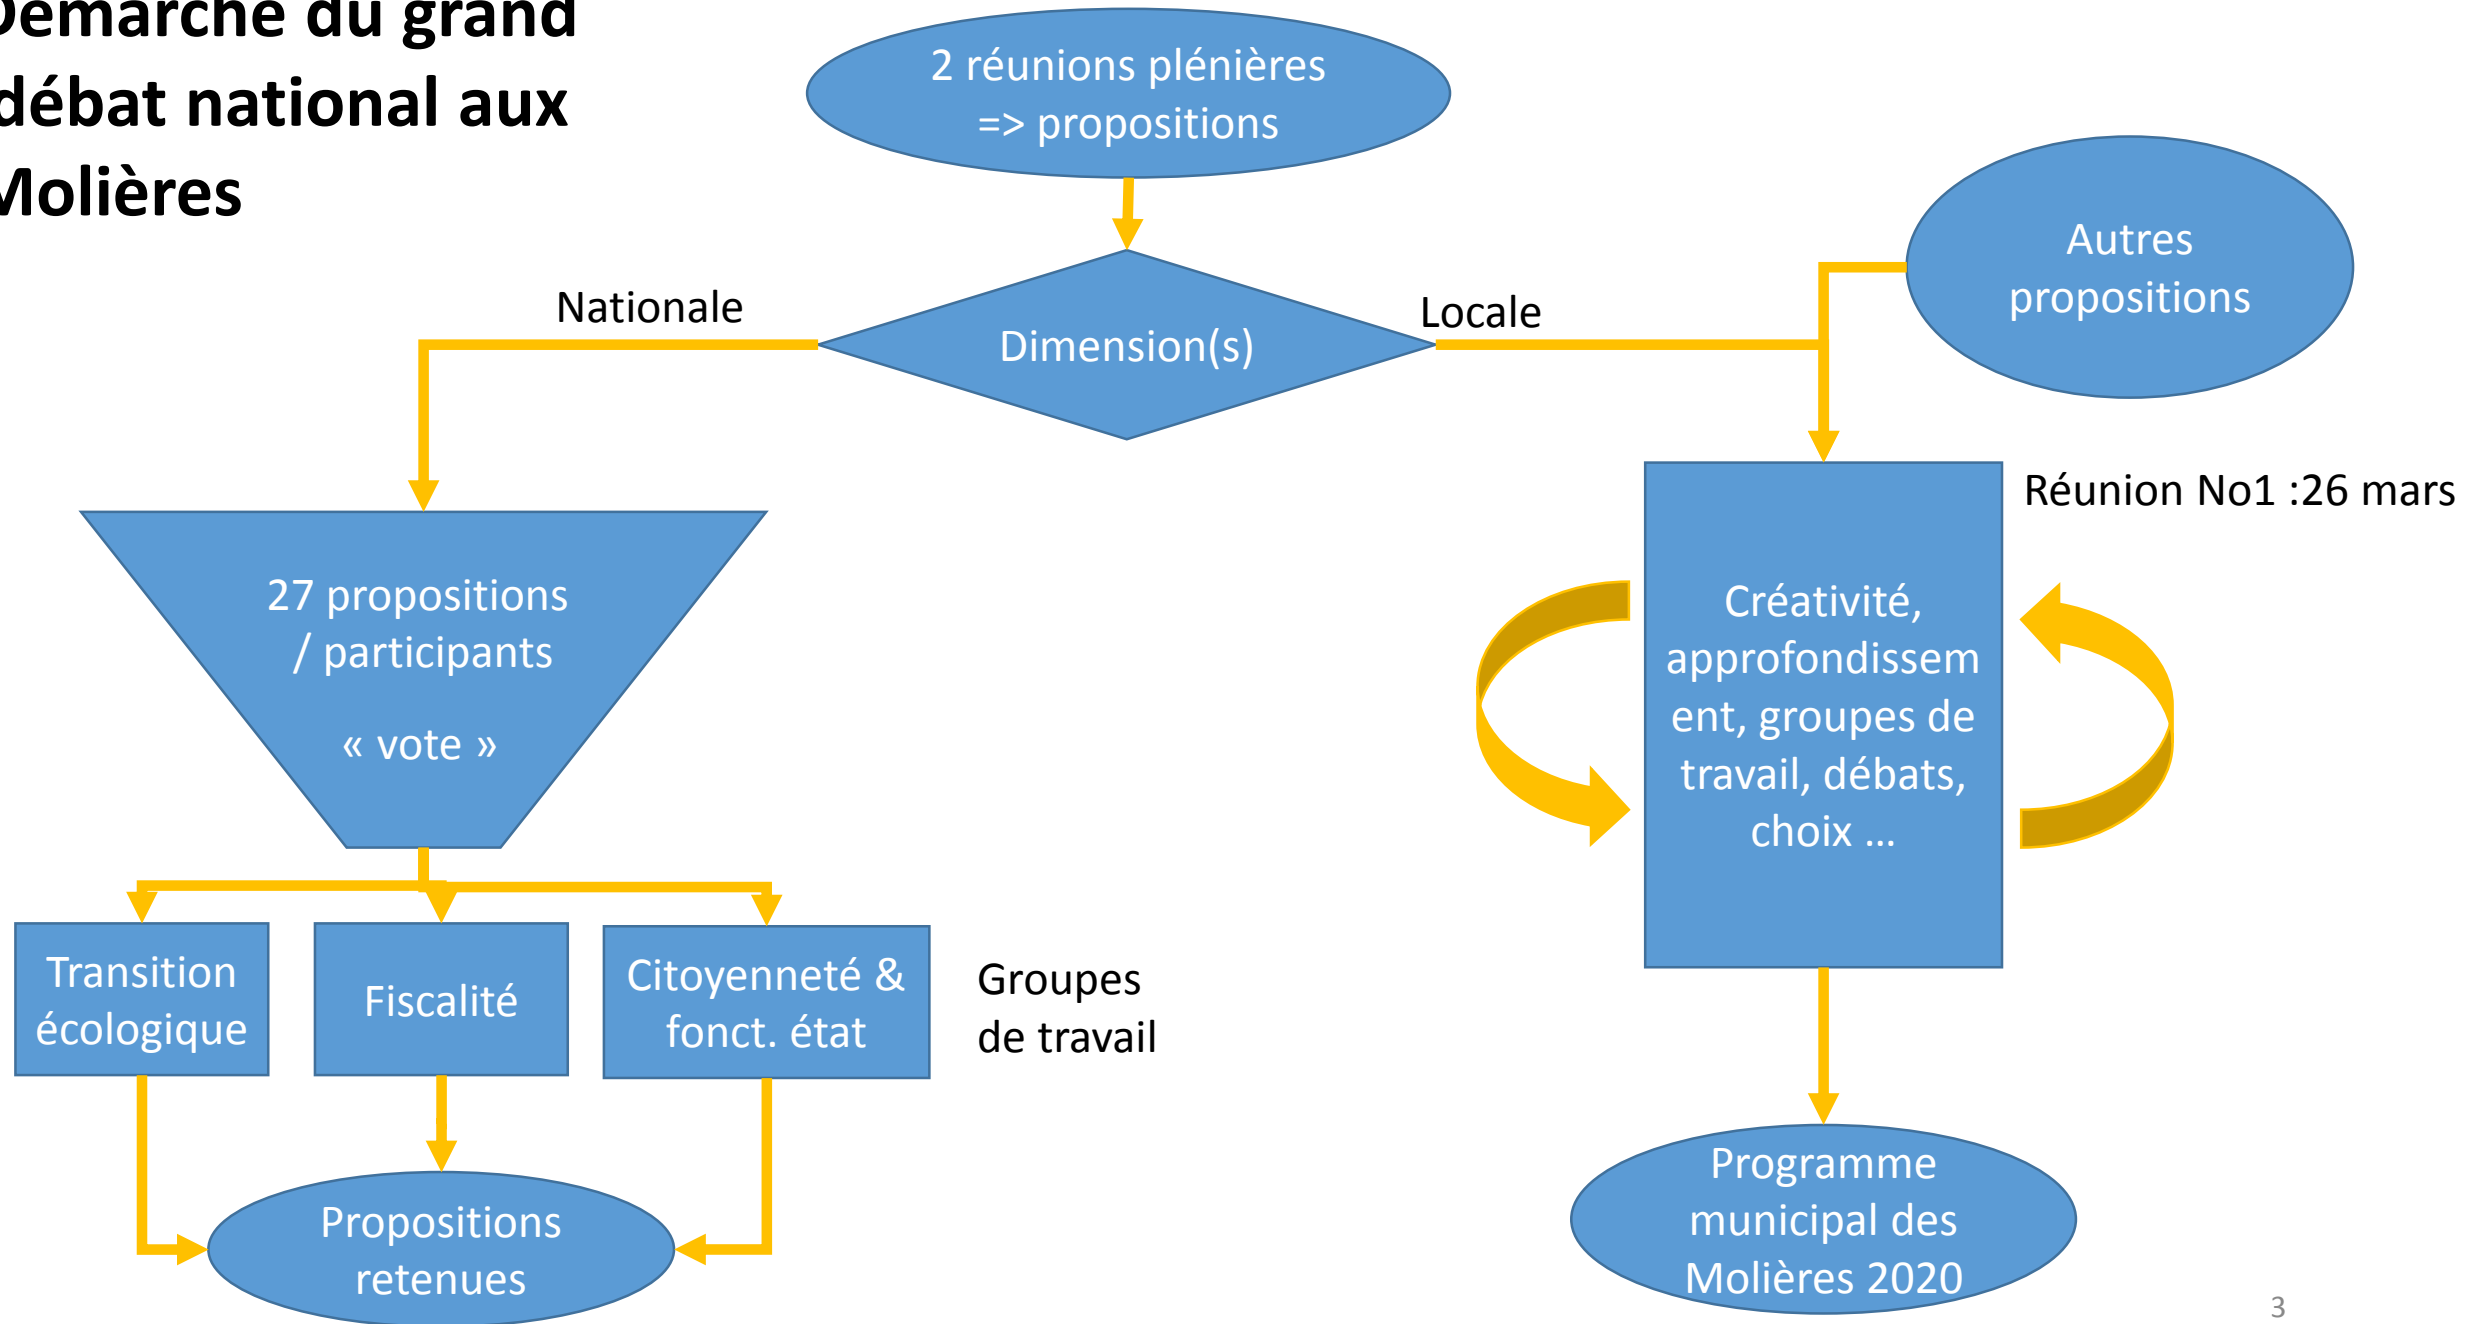 Démarche du grand
débat national aux
Molières
2 réunions plénières
=> propositions
Autres
propositions
Nationale
Locale
Dimension(s)
Réunion No1 :26 mars
27 propositions
/ participants
« vote »
Créativité,
approfondissem
ent, groupes de
travail, débats,
choix ...
Transition
écologique
Fiscalité
Citoyenneté &
fonct. état
Groupes
de travail
Propositions
retenues
Programme
municipal des
Molières 2020
3